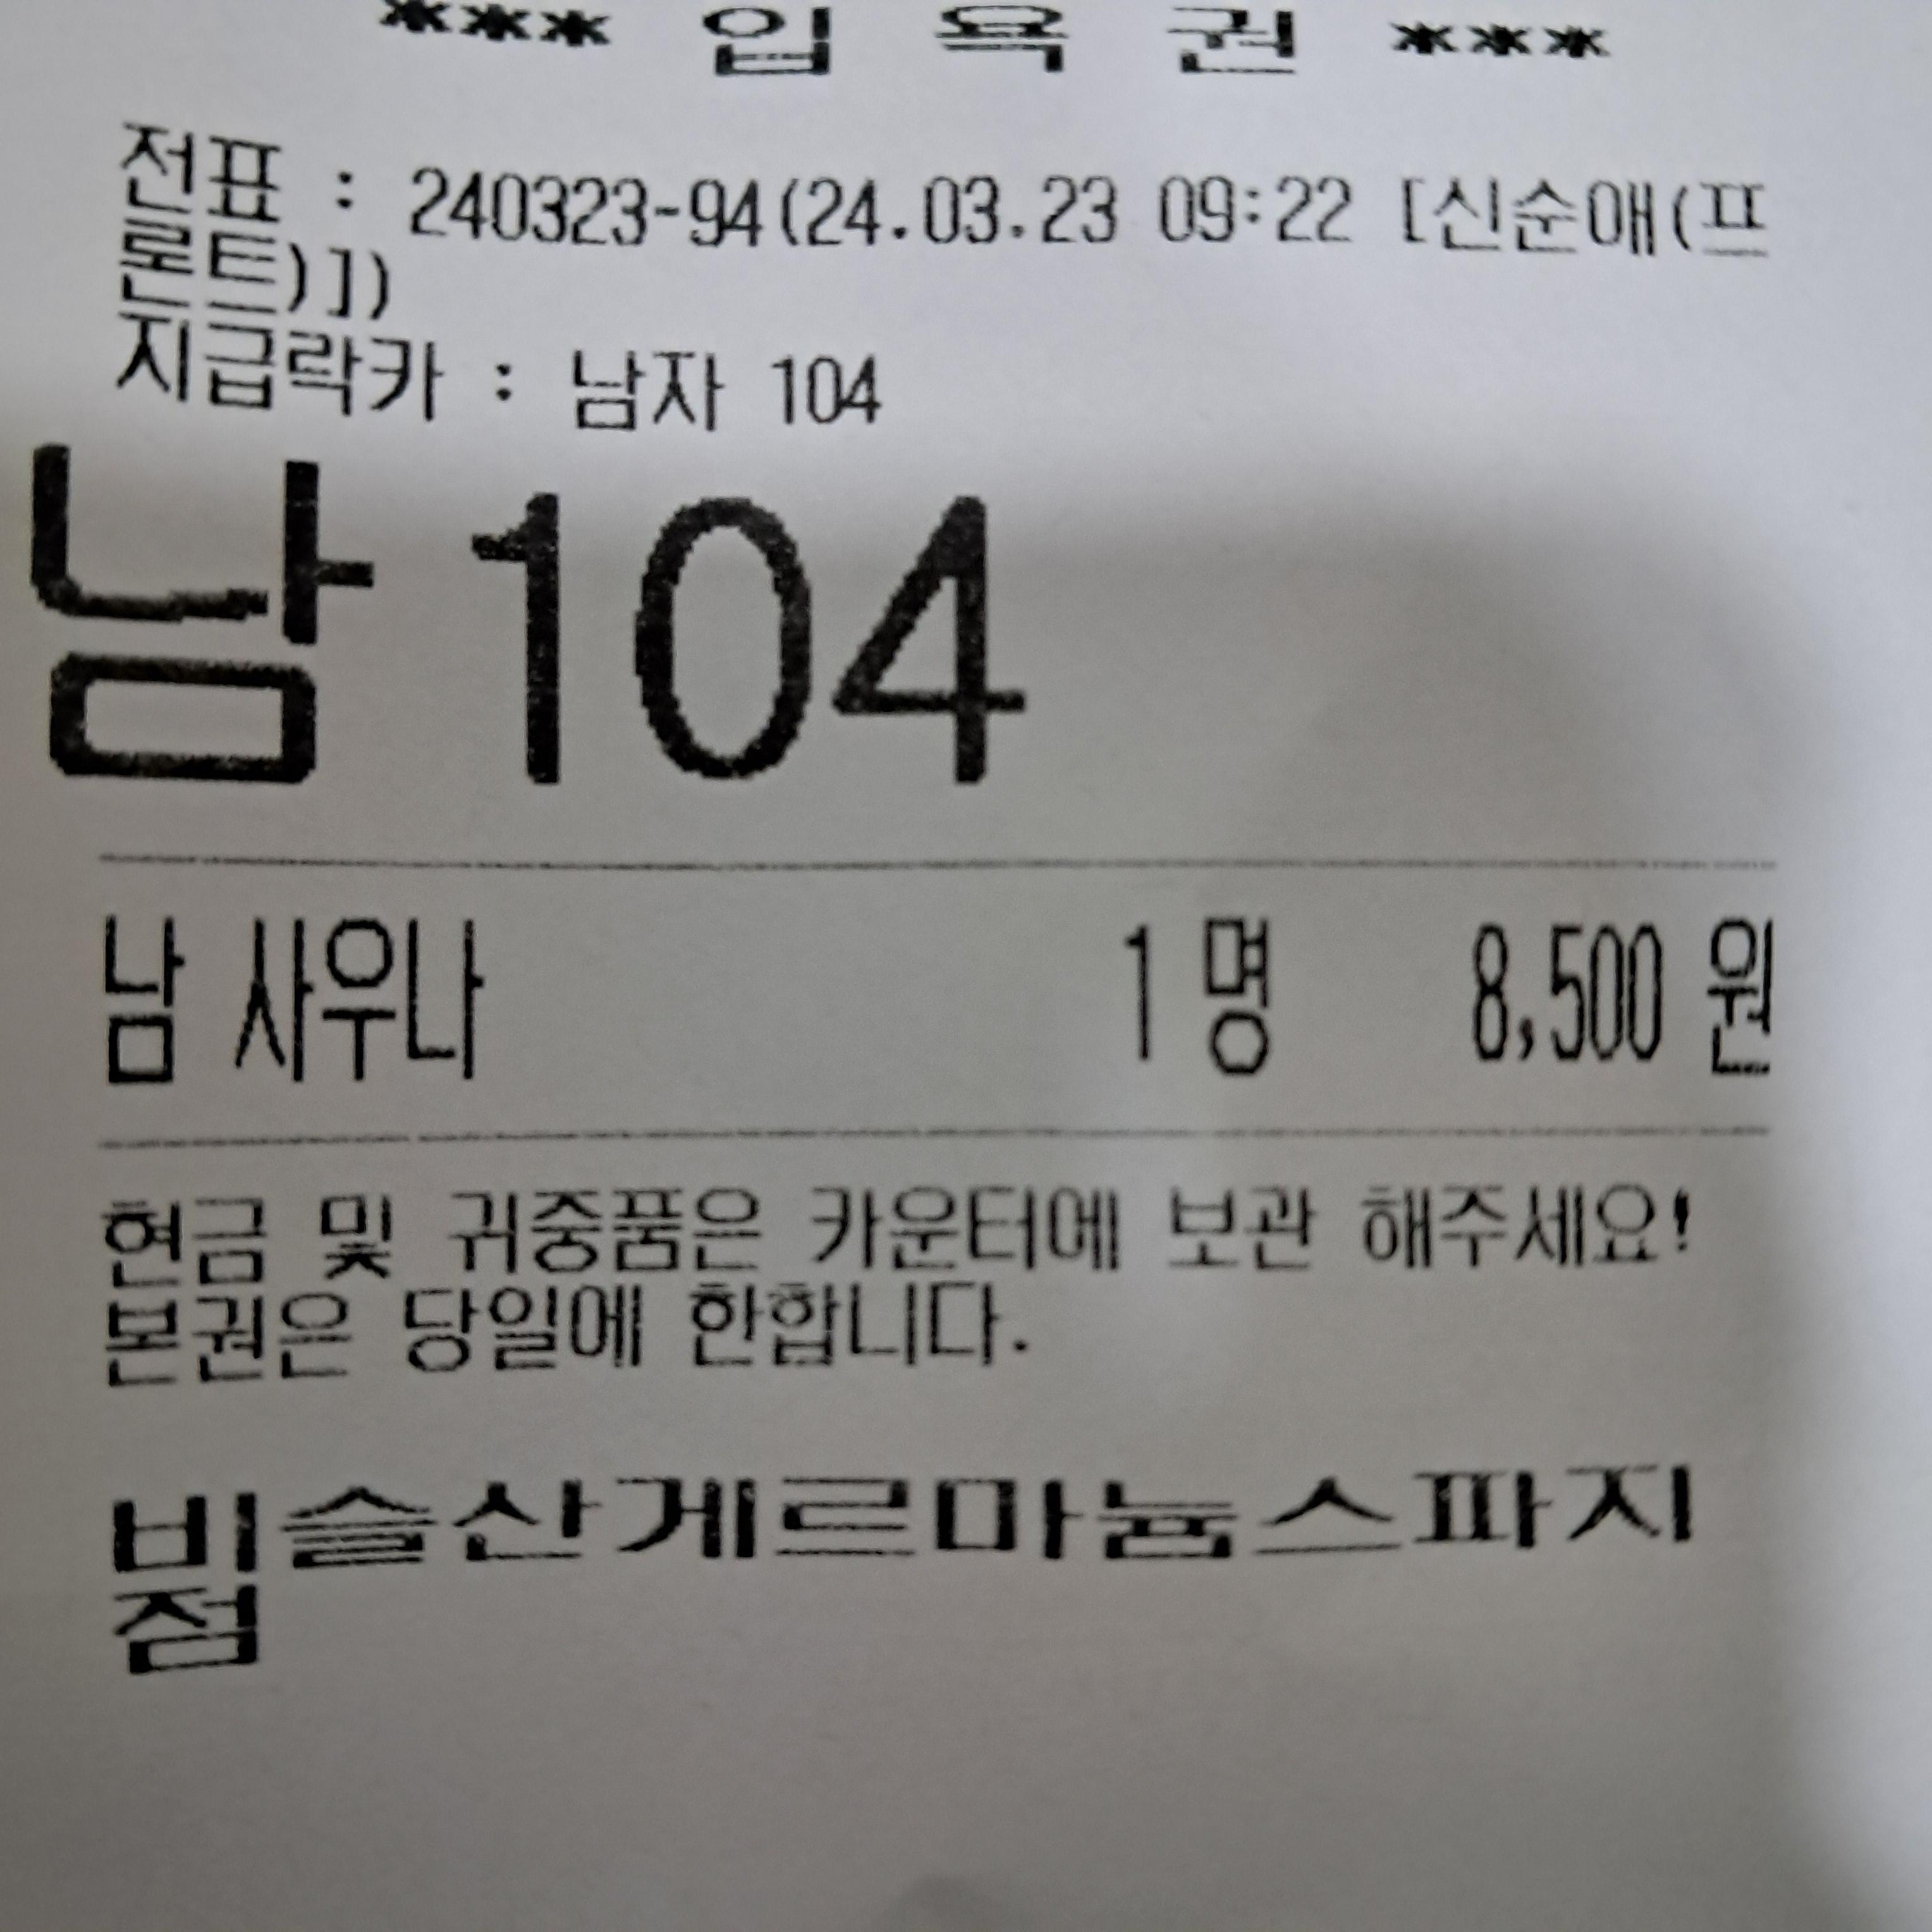 *** 입 욕 권 ***
전표 : 240323-94(24.03.23 09:22 [신순애(프
론트)])
지급락카 : 남자 104
남 104
남 사우나 1 명 8,500 원
현금 및 귀중품은 카운터에 보관 해주세요!
본권은 당일에 한합니다.
비슬산게르마늄스파지
점